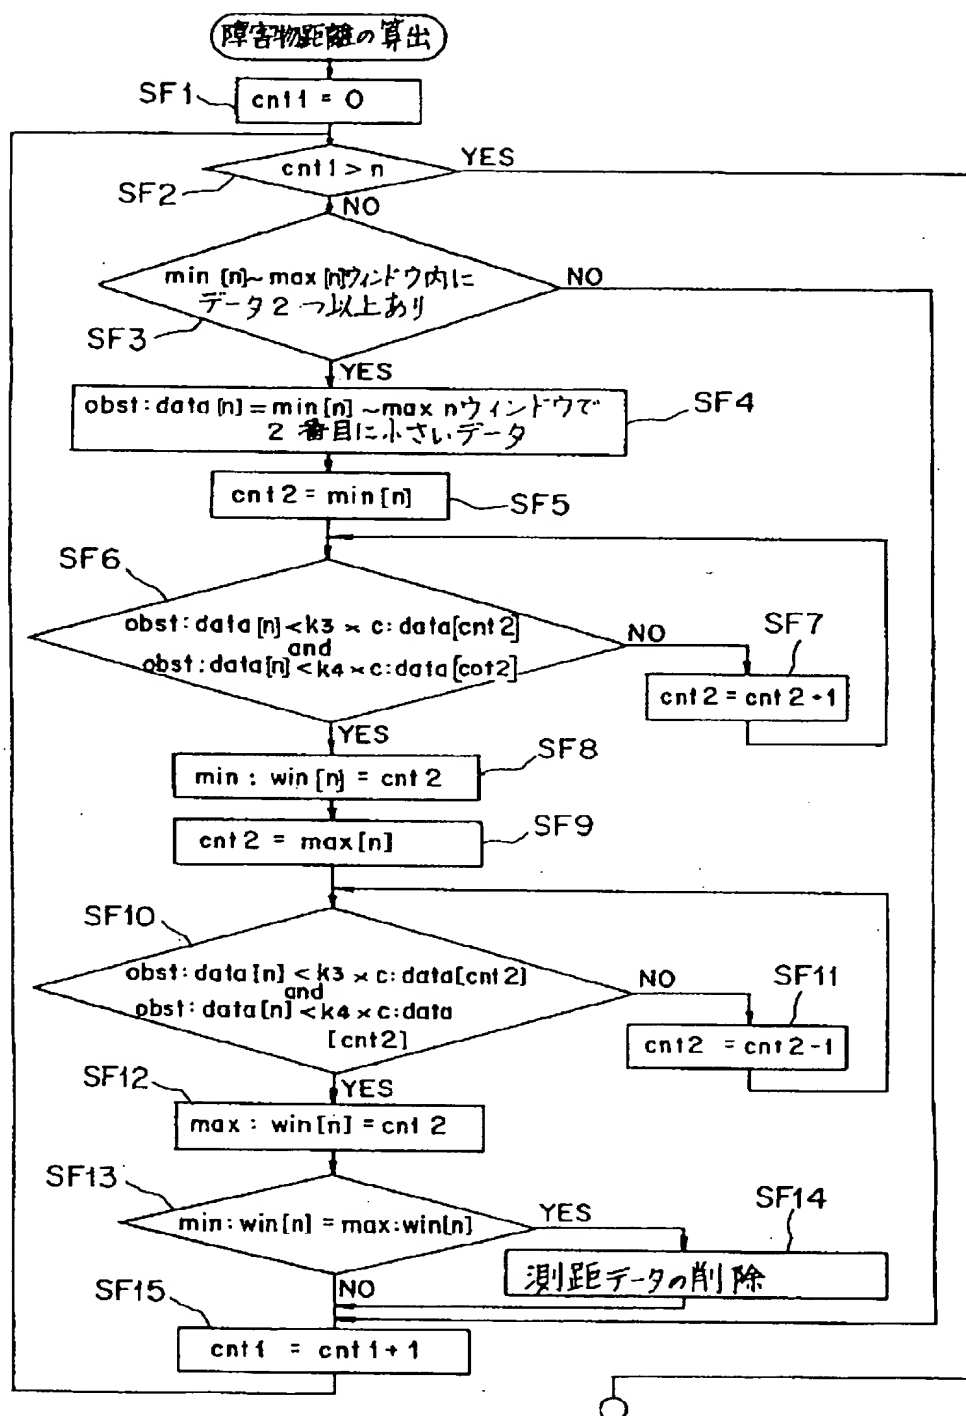 障害物距離の算出
SF1
cnt1 = 0
cnt1 > n
YES
SF2
NO
min [n]~max [n]ウィンドウ内に
データ2つ以上あり
NO
SF3
YES
obst:data[n]=min[n]~max nウィンドウで
2番目に小さいデータ
SF4
cnt2 = min[n]
SF5
SF6
obst:data[n]<k3 × c:data[cnt2]
and
obst:data[n]<k4×c:data[cot2]
NO
SF7
cnt2 = cnt2+1
YES
SF8
min : win[n] = cnt2
SF9
cnt2 = max[n]
SF10
obst:data[n]<k3 × c:data[cnt2]
and
obst:data[n]<k4×c:data
[cnt2]
NO
SF11
cnt2 = cnt2-1
SF12
YES
max : win[n] = cnt2
SF13
min:win[n] = max:win[n]
YES
SF14
測距データの削除
NO
SF15
cnt1 = cnt1+1